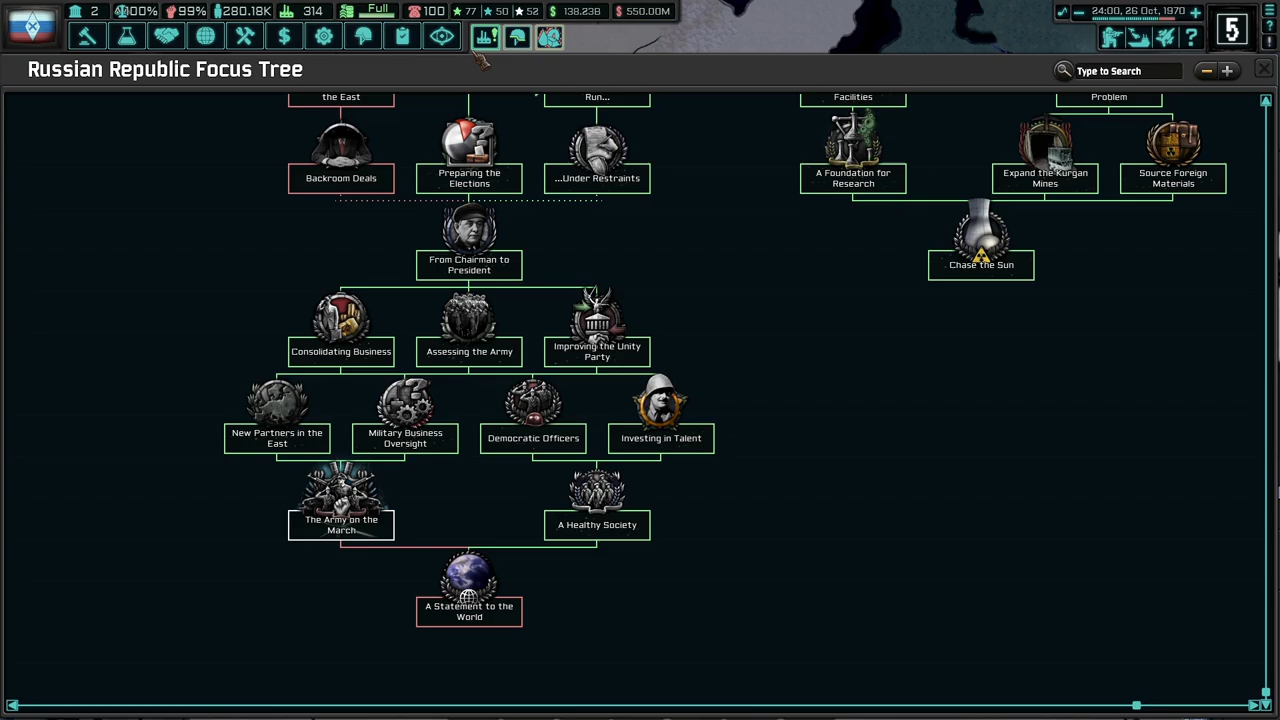 2 100% 99% 280.18K 314 Full 100 77 50 52 $ 138.23B $ 550.00M 24:00, 26 Oct, 1970
5
Russian Republic Focus Tree
Type to Search
the East
Run...
Facilities
Problem
Backroom Deals
Preparing the
Elections
...Under Restraints
A Foundation for
Research
Expand the Kurgan
Mines
Source Foreign
Materials
From Chairman to
President
Chase the Sun
Consolidating Business
Assessing the Army
Improving the Unity
Party
New Partners in the
East
Military Business
Oversight
Democratic Officers
Investing in Talent
The Army on the
March
A Healthy Society
A Statement to the
World